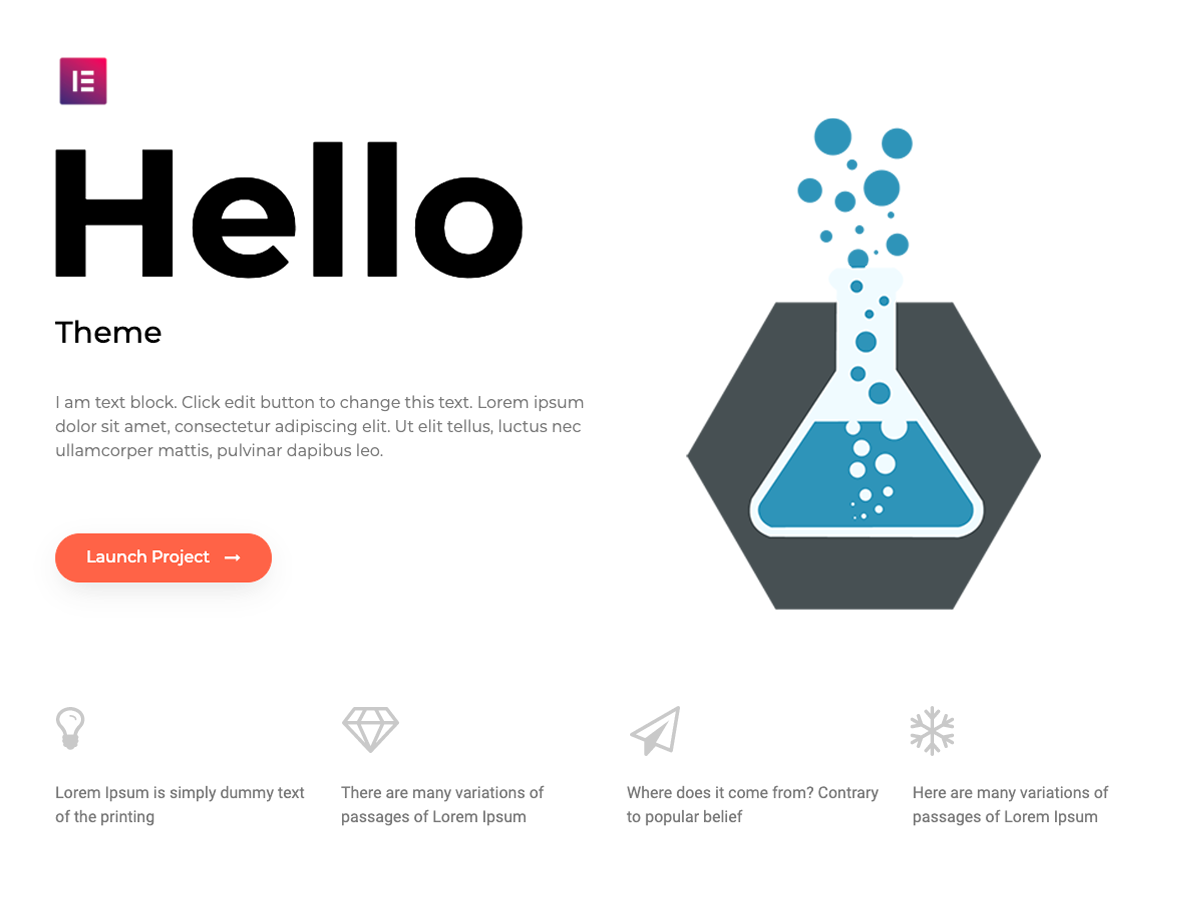 Hello
Theme
I am text block. Click edit button to change this text. Lorem ipsum
dolor sit amet, consectetur adipiscing elit. Ut elit tellus, luctus nec
ullamcorper mattis, pulvinar dapibus leo.
Launch Project →
Lorem Ipsum is simply dummy text
of the printing
There are many variations of
passages of Lorem Ipsum
Where does it come from? Contrary
to popular belief
Here are many variations of
passages of Lorem Ipsum